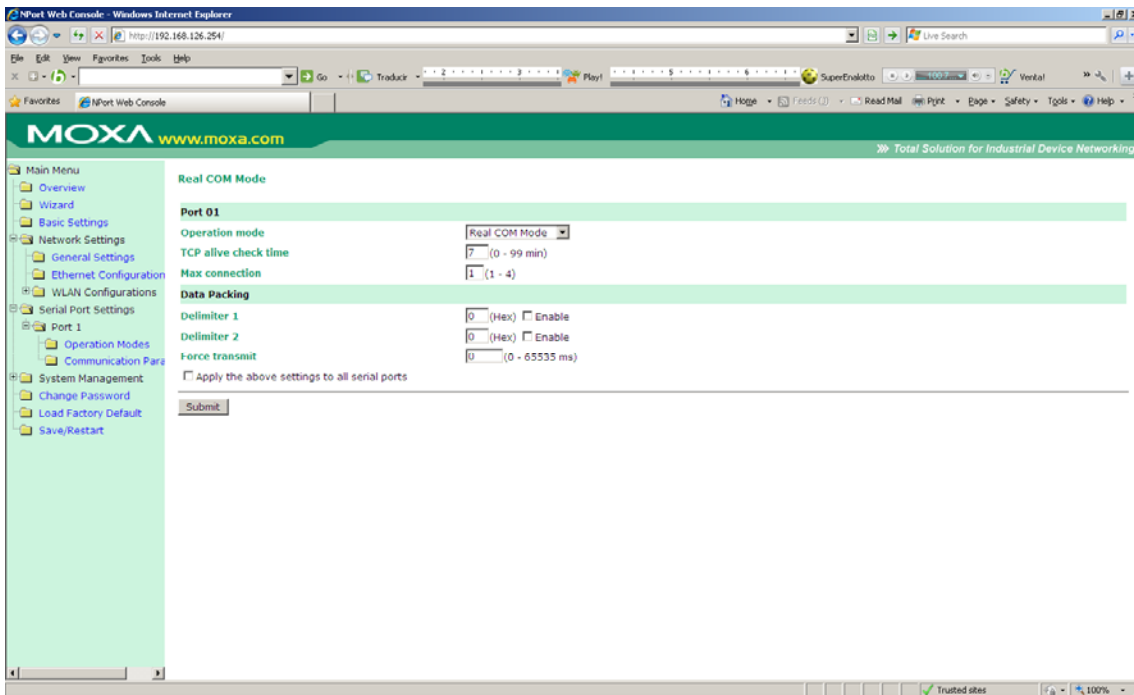 NPort Web Console - Windows Internet Explorer
http://192.168.126.254/
Live Search
File Edit View Favorites Tools Help
Go Traducir 2 3 Play! 5 6 SuperEnalotto Ventai
Favorites NPort Web Console Home Feeds (J) Read Mail Print Page Safety Tools Help
MOXA www.moxa.com
Total Solution for Industrial Device Networking
Main Menu
Overview
Wizard
Basic Settings
Network Settings
General Settings
Ethernet Configuration
WLAN Configurations
Serial Port Settings
Port 1
Operation Modes
Communication Para
System Management
Change Password
Load Factory Default
Save/Restart
Real COM Mode
Port 01
Operation mode Real COM Mode
TCP alive check time 7 (0 - 99 min)
Max connection 1 (1 - 4)
Data Packing
Delimiter 1 0 (Hex) Enable
Delimiter 2 0 (Hex) Enable
Force transmit 0 (0 - 65535 ms)
Apply the above settings to all serial ports
Submit
Trusted sites 100%